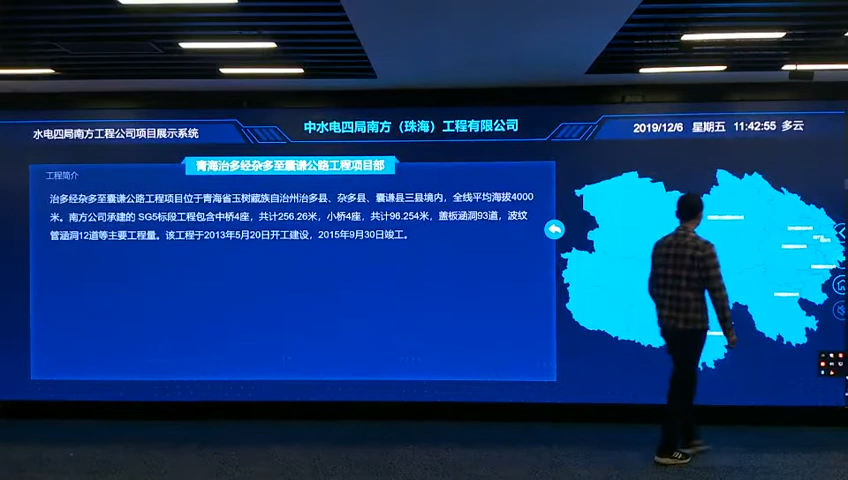 水电四局南方工程公司项目展示系统
中水电四局南方（珠海）工程有限公司
2019/12/6 星期五 11:42:55 多云
青海治多经杂多至囊谦公路工程项目部
工程简介
治多经杂多至囊谦公路工程项目位于青海省玉树藏族自治州治多县、杂多县、囊谦县三县境内，全线平均海拔4000
米。南方公司承建的 SG5标段工程包含中桥4座，共计256.26米，小桥4座，共计96.254米，盖板涵洞93道，波纹
管涵洞12道等主要工程量。该工程于2013年5月20日开工建设，2015年9月30日竣工。